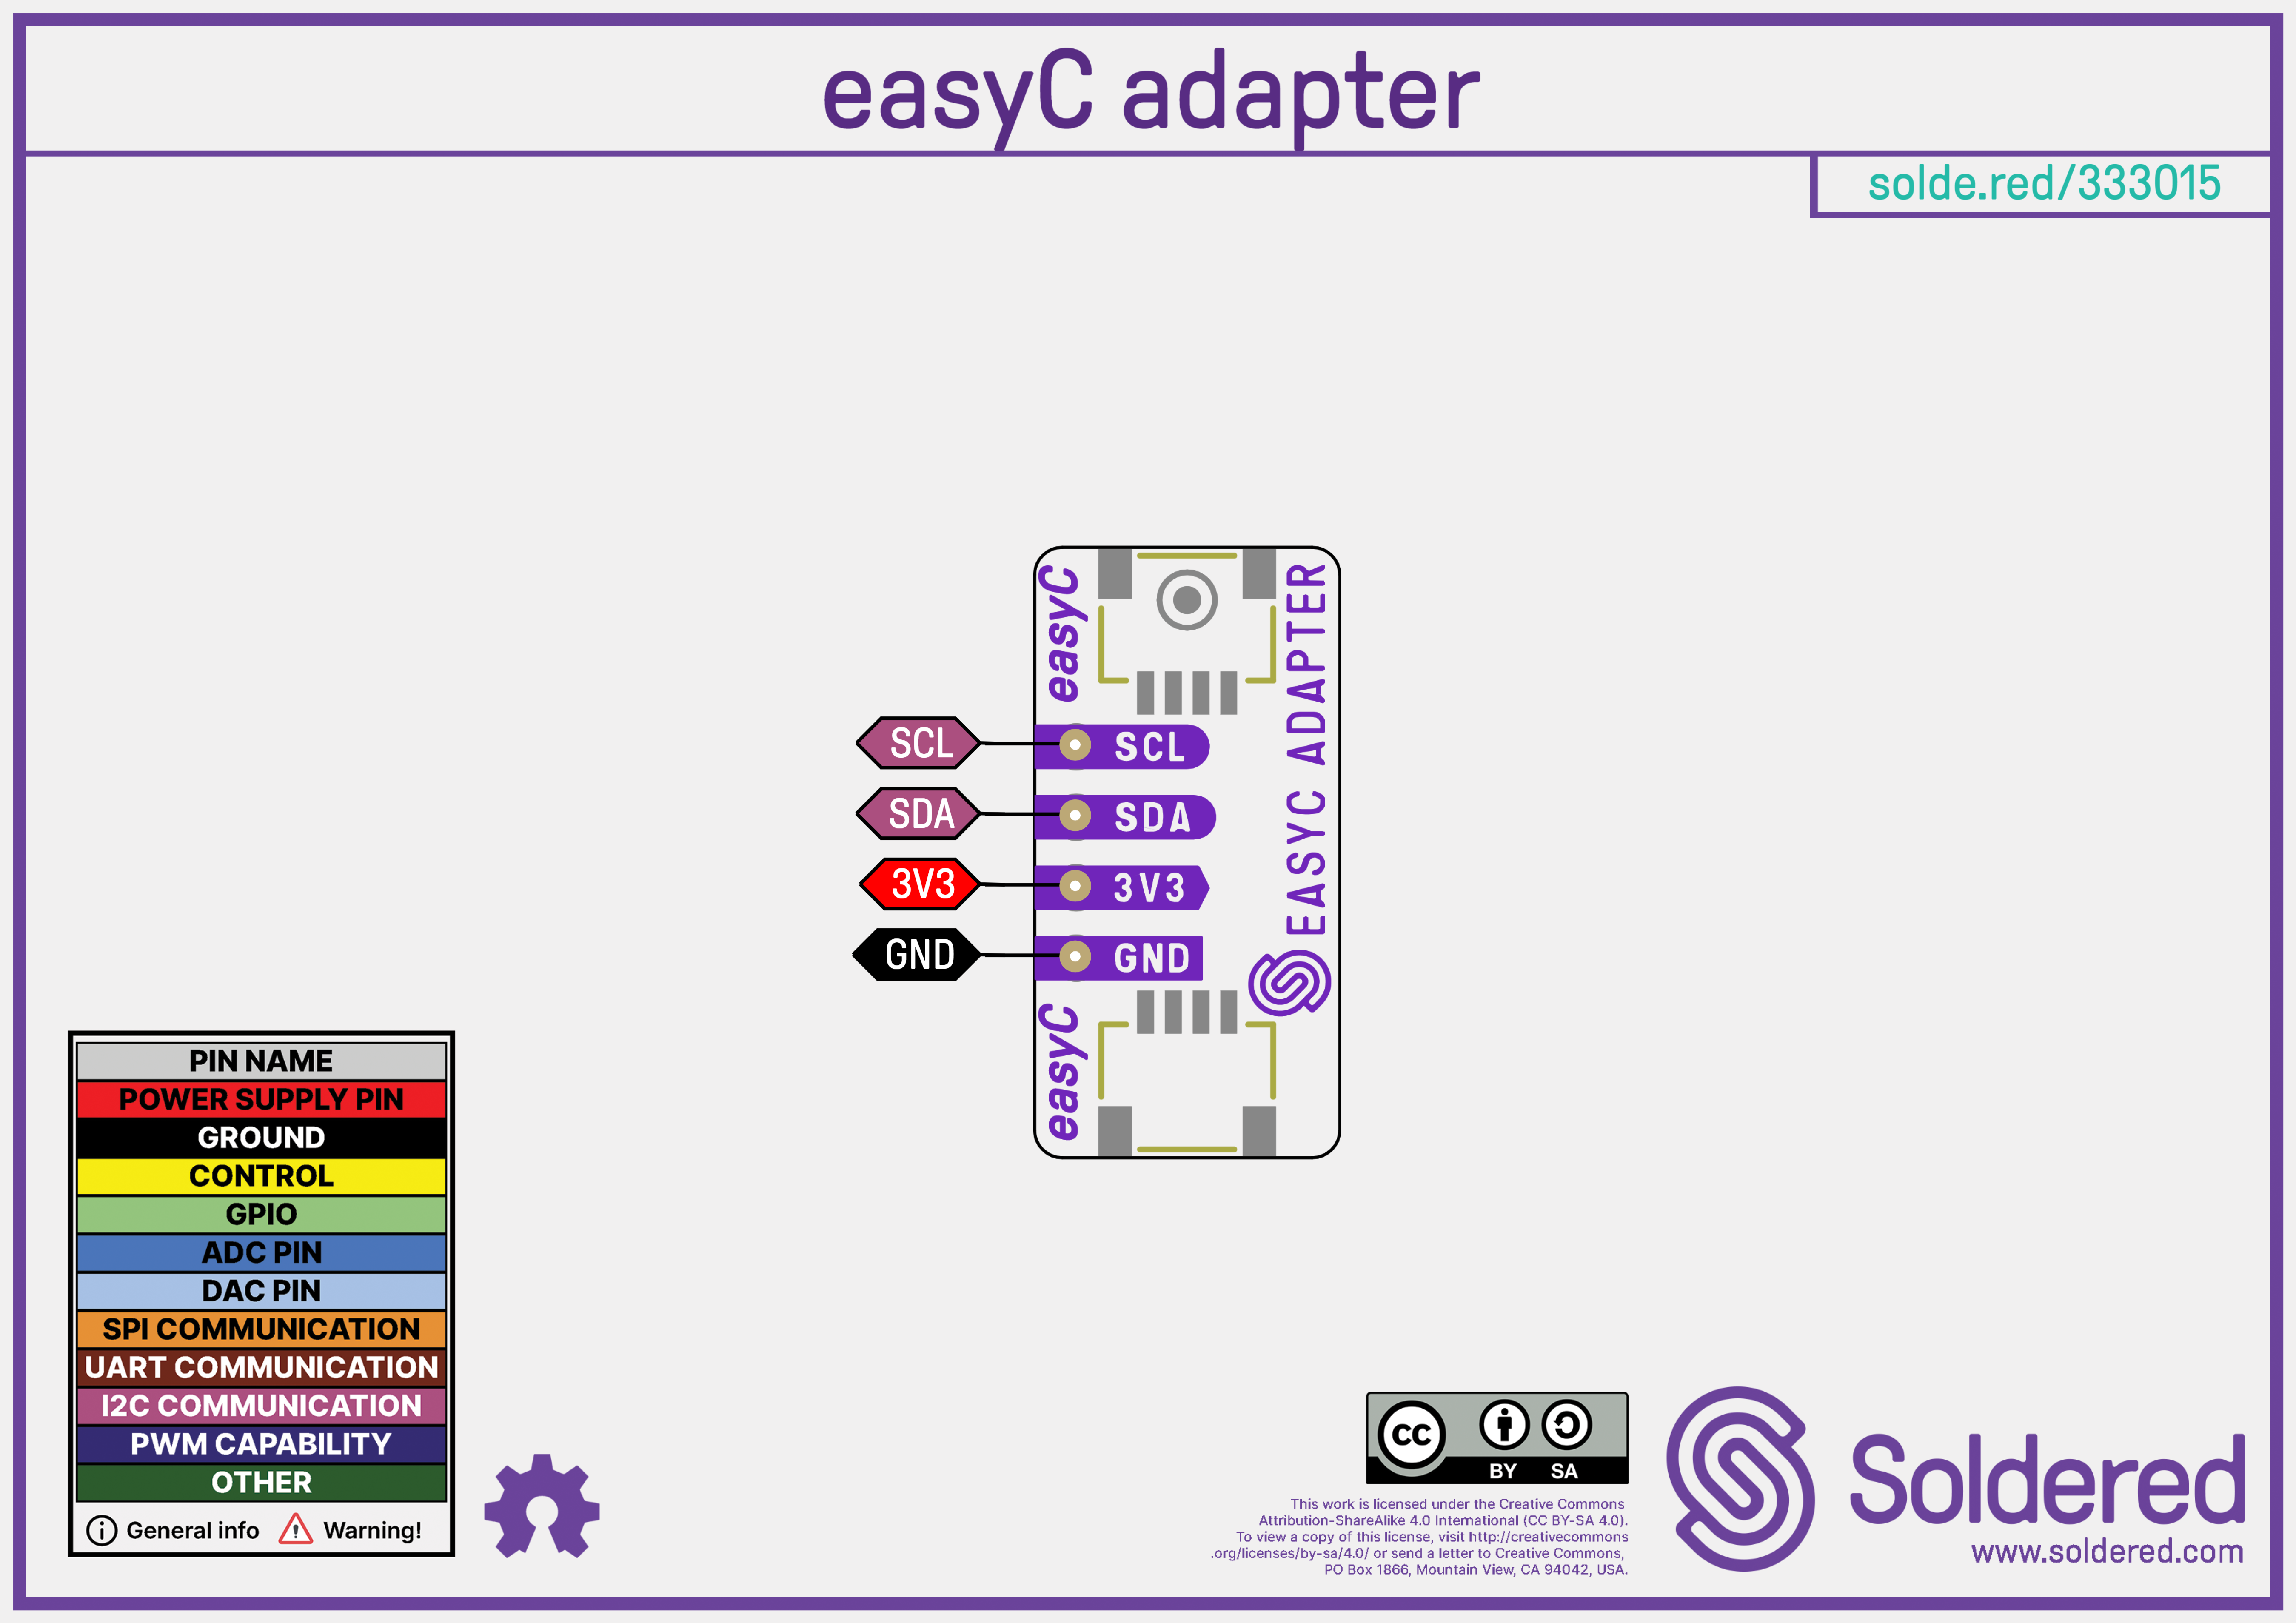 easyC adapter
solde.red/333015
easyC
EASYC ADAPTER
SCL
SCL
SDA
SDA
3V3
3V3
GND
GND
easyC
PIN NAME
POWER SUPPLY PIN
GROUND
CONTROL
GPIO
ADC PIN
DAC PIN
SPI COMMUNICATION
UART COMMUNICATION
I2C COMMUNICATION
PWM CAPABILITY
OTHER
General info
Warning!
CC
BY SA
This work is licensed under the Creative Commons
Attribution-ShareAlike 4.0 International (CC BY-SA 4.0).
To view a copy of this license, visit http://creativecommons
.org/licenses/by-sa/4.0/ or send a letter to Creative Commons,
PO Box 1866, Mountain View, CA 94042, USA.
Soldered
www.soldered.com